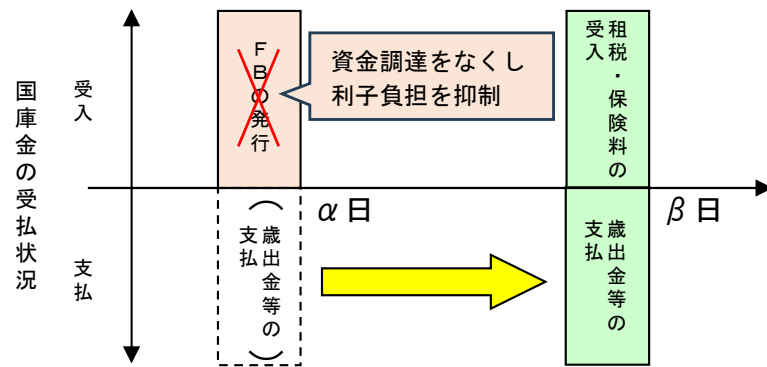 国庫金の受払状況
受入
支払
FBの発行
資金調達をなくし
利子負担を抑制
租税・保険料の
受入
α日
β日
（歳出金等の
支払）
歳出金等の
支払